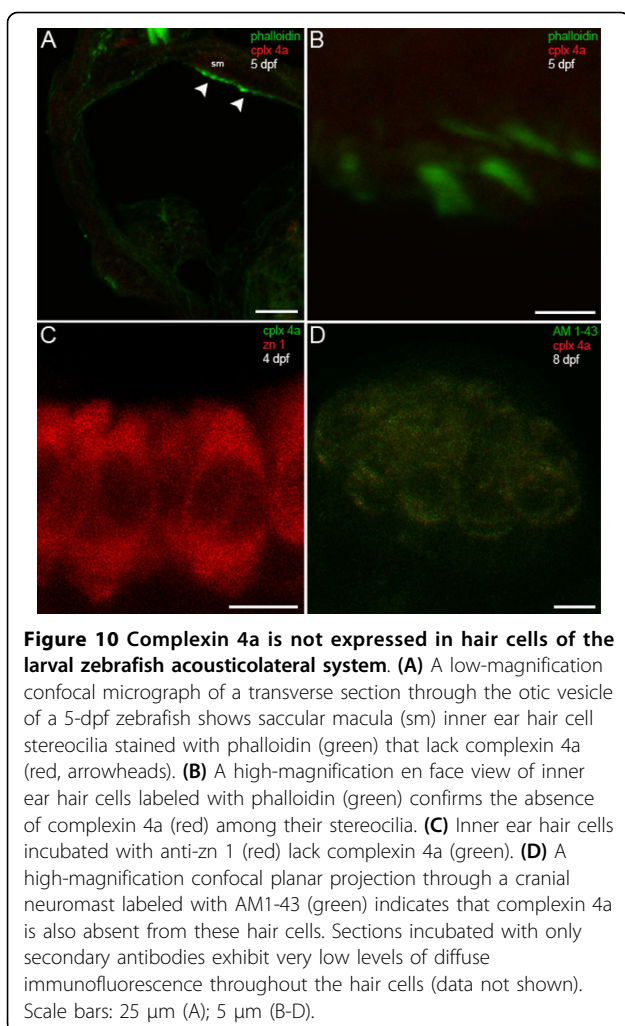 A
phalloidin
cplx 4a
5 dpf
sm
B
phalloidin
cplx 4a
5 dpf
C
cplx 4a
zn 1
4 dpf
D
AM 1-43
cplx 4a
8 dpf
Figure 10 Complexin 4a is not expressed in hair cells of the
larval zebrafish acousticolateral system. (A) A low-magnification
confocal micrograph of a transverse section through the otic vesicle
of a 5-dpf zebrafish shows saccular macula (sm) inner ear hair cell
stereocilia stained with phalloidin (green) that lack complexin 4a
(red, arrowheads). (B) A high-magnification en face view of inner
ear hair cells labeled with phalloidin (green) confirms the absence
of complexin 4a (red) among their stereocilia. (C) Inner ear hair cells
incubated with anti-zn 1 (red) lack complexin 4a (green). (D) A
high-magnification confocal planar projection through a cranial
neuromast labeled with AM1-43 (green) indicates that complexin 4a
is also absent from these hair cells. Sections incubated with only
secondary antibodies exhibit very low levels of diffuse
immunofluorescence throughout the hair cells (data not shown).
Scale bars: 25 μm (A); 5 μm (B-D).